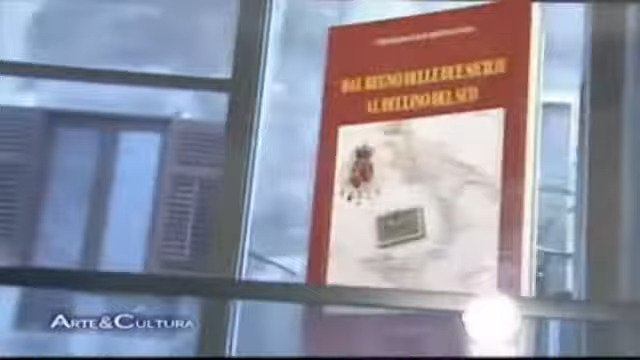 DAL REGNO DELLE DUE SICILIE
AL DECLINO DEL SUD
ARTE&CULTURA